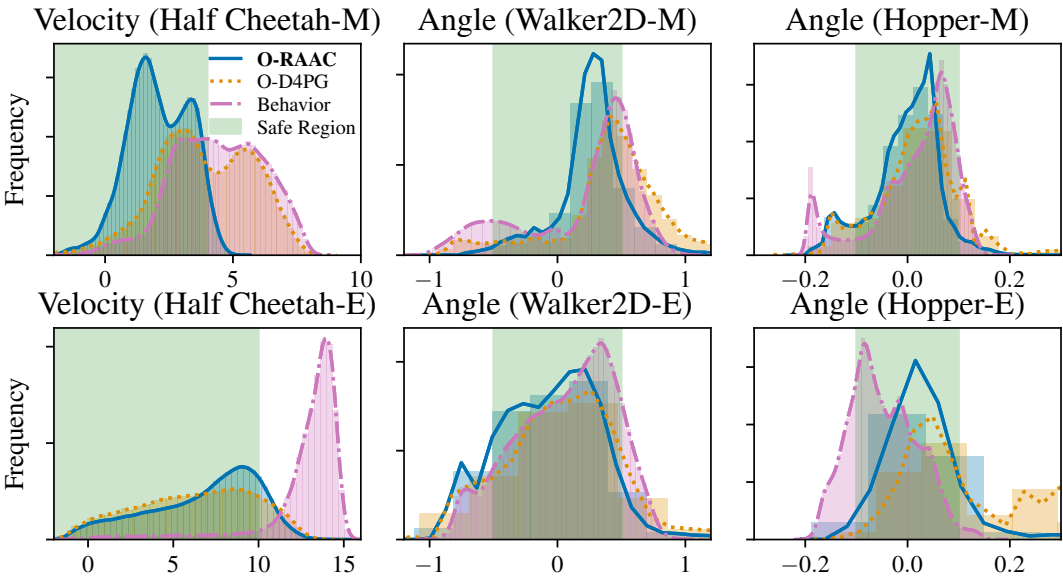 Velocity (Half Cheetah-M)
Angle (Walker2D-M)
Angle (Hopper-M)
Frequency
O-RAAC
O-D4PG
Behavior
Safe Region
0 5 10
−1 0 1
−0.2 0.0 0.2
Velocity (Half Cheetah-E)
Angle (Walker2D-E)
Angle (Hopper-E)
Frequency
0 5 10 15
−1 0 1
−0.2 0.0 0.2